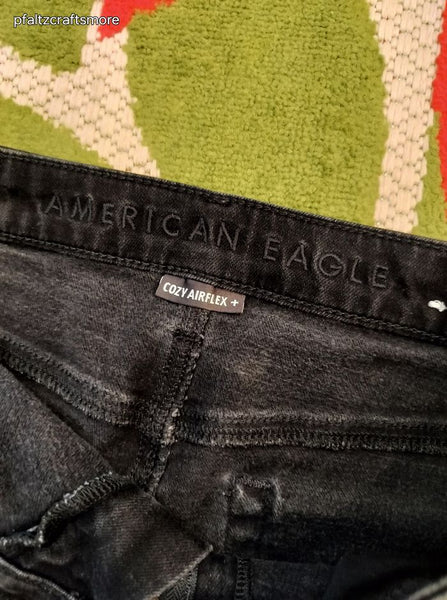 pfaltzcraftsmore
AMERICAN EAGLE
COZY AIRFLEX +